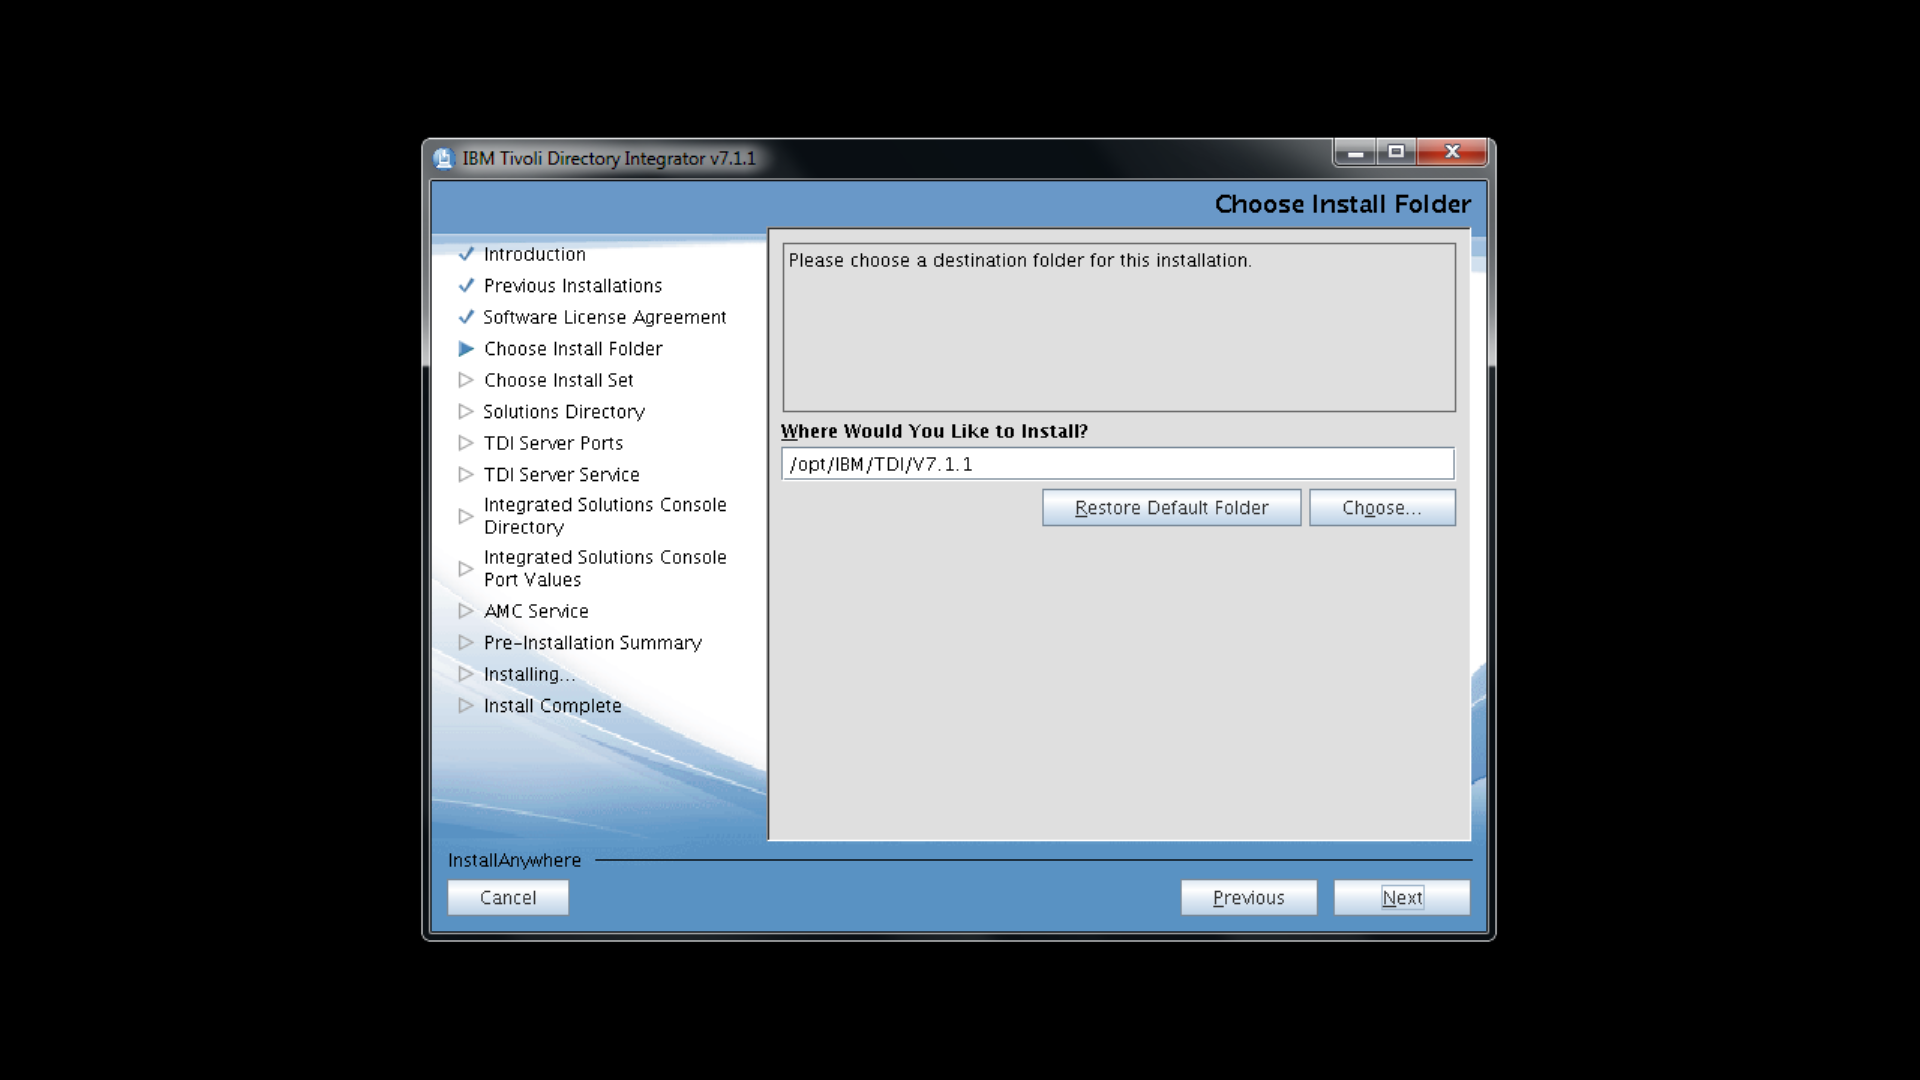 IBM Tivoli Directory Integrator v7.1.1
Choose Install Folder
Introduction
Previous Installations
Software License Agreement
Choose Install Folder
Choose Install Set
Solutions Directory
TDI Server Ports
TDI Server Service
Integrated Solutions Console
Directory
Integrated Solutions Console
Port Values
AMC Service
Pre-Installation Summary
Installing...
Install Complete
Please choose a destination folder for this installation.
Where Would You Like to Install?
/opt/IBM/TDI/V7.1.1
Restore Default Folder
Choose...
InstallAnywhere
Cancel
Previous
Next